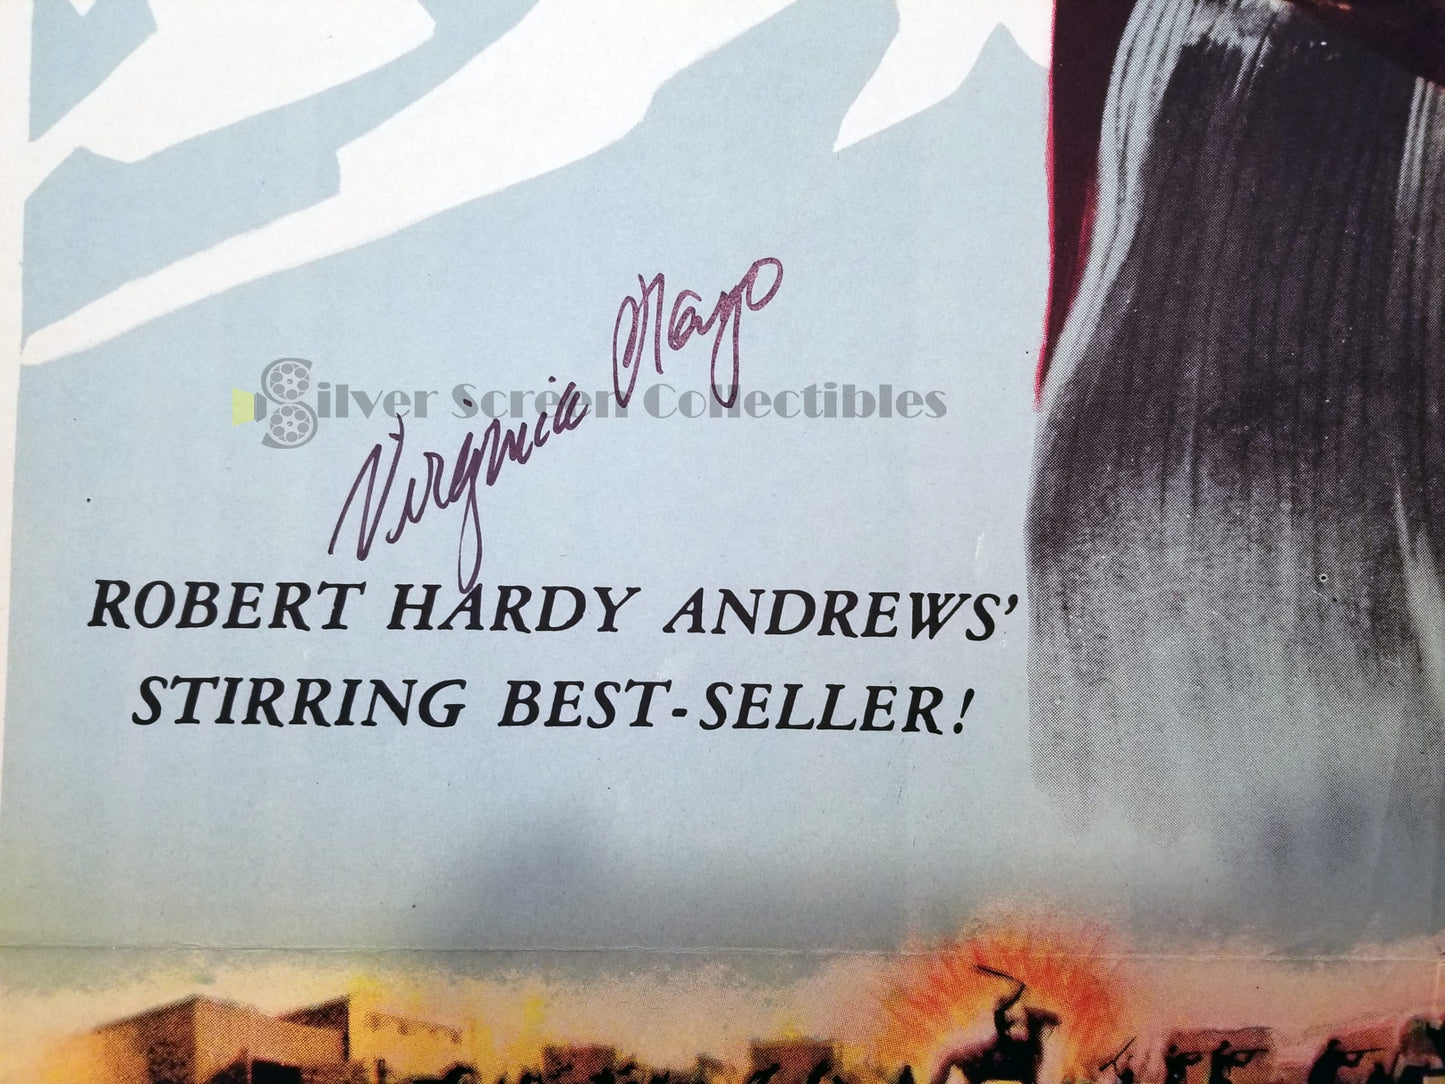 Virginia Mayo
Silver Screen Collectibles
ROBERT HARDY ANDREWS’
STIRRING BEST-SELLER!